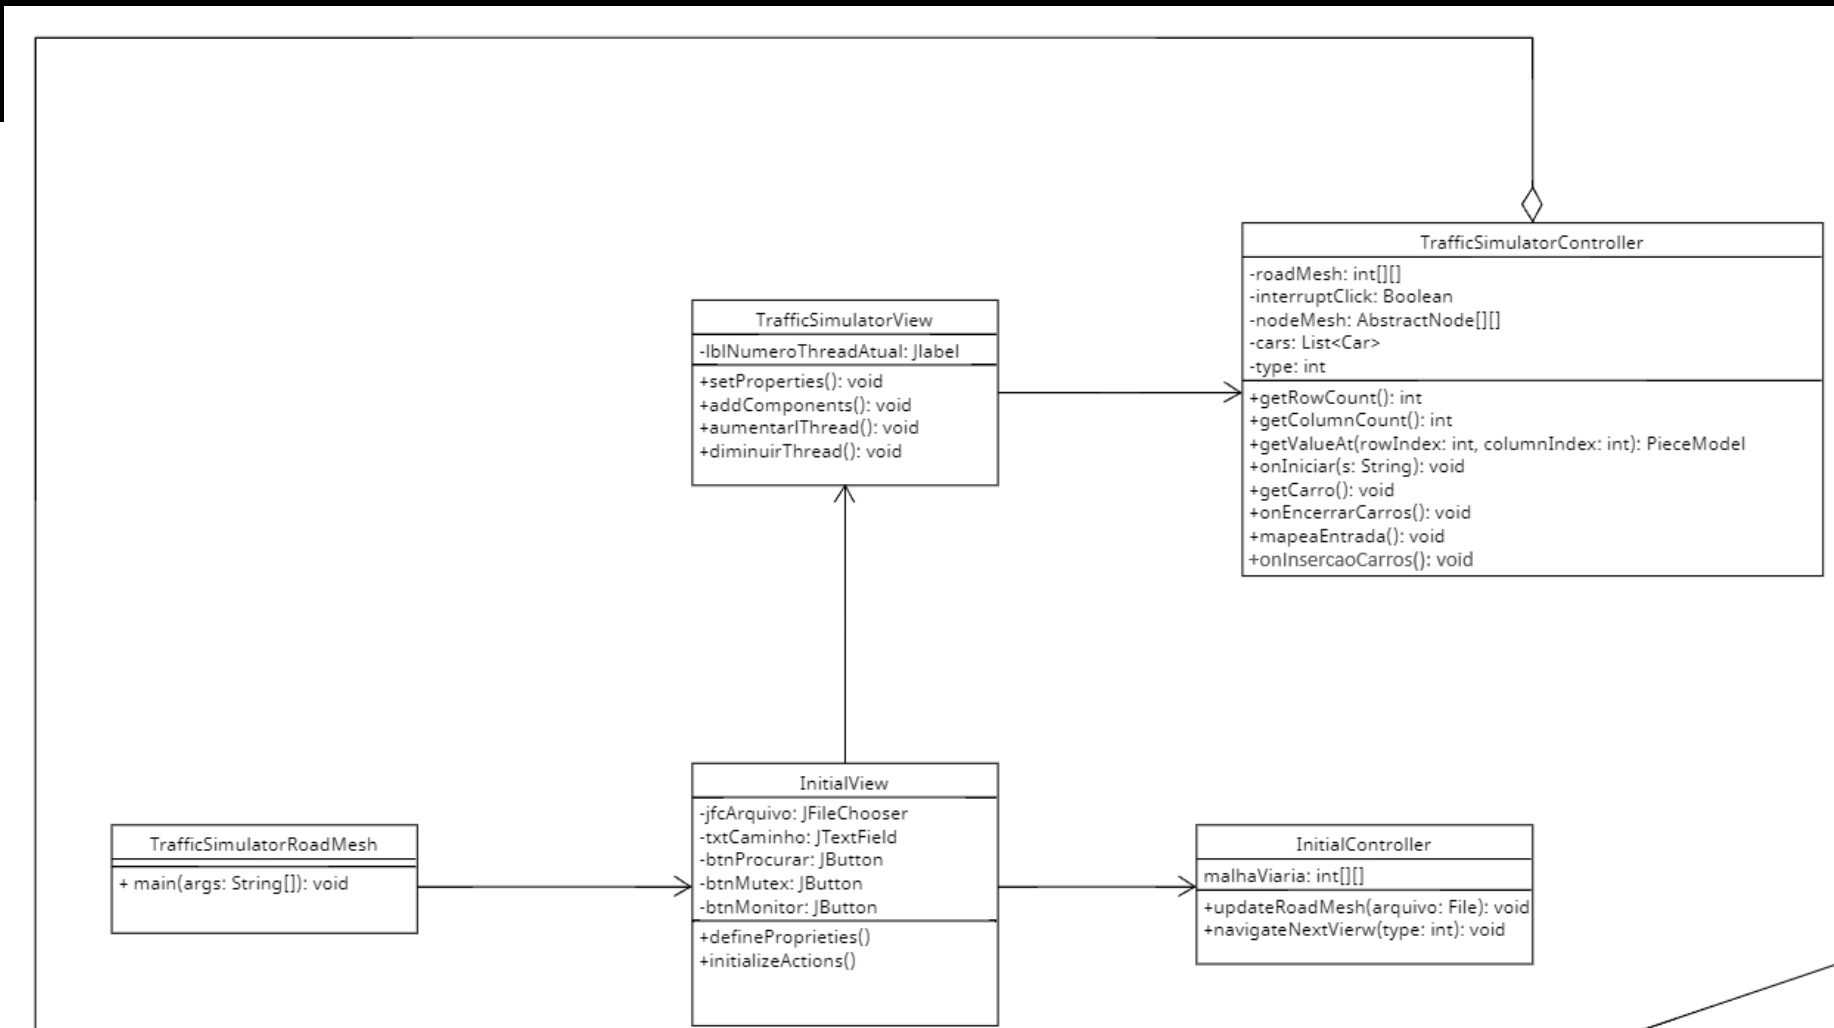 TrafficSimulatorController
-roadMesh: int[][]
-interruptClick: Boolean
-nodeMesh: AbstractNode[][]
-cars: List<Car>
-type: int
+getRowCount(): int
+getColumnCount(): int
+getValueAt(rowIndex: int, columnIndex: int): PieceModel
+onIniciar(s: String): void
+getCarro(): void
+onEncerrarCarros(): void
+mapeaEntrada(): void
+onInsercaoCarros(): void
TrafficSimulatorView
-lblNumeroThreadAtual: Jlabel
+setProperties(): void
+addComponents(): void
+aumentarlThread(): void
+diminuirThread(): void
InitialView
-jfcArquivo: JFileChooser
-txtCaminho: JTextField
-btnProcurar: JButton
-btnMutex: JButton
-btnMonitor: JButton
+defineProprieties()
+initializeActions()
TrafficSimulatorRoadMesh
+ main(args: String[]): void
InitialController
malhaViaria: int[][]
+updateRoadMesh(arquivo: File): void
+navigateNextVierw(type: int): void